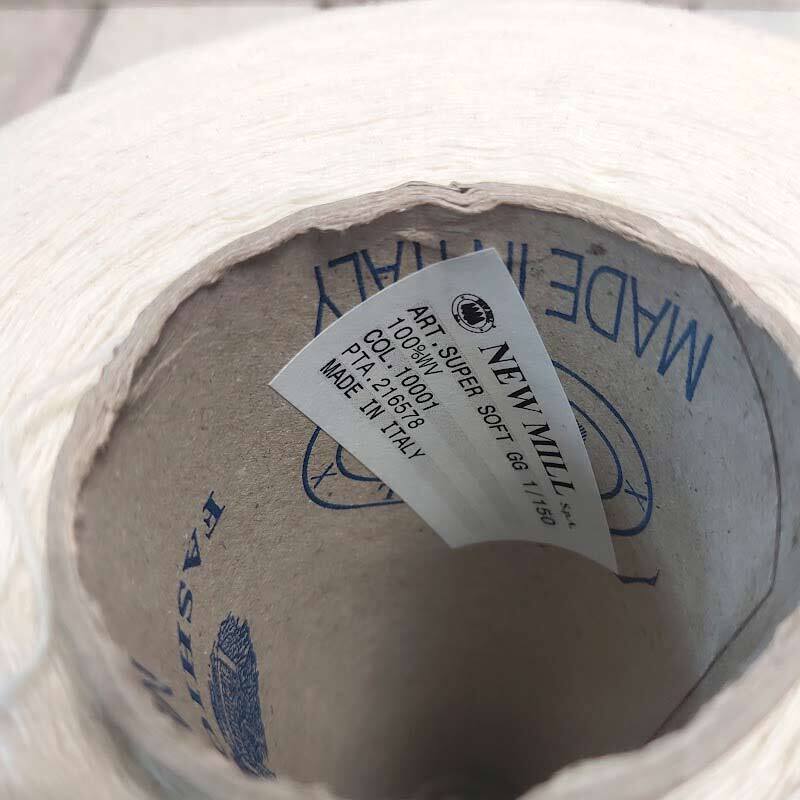 NEW MILL S.p.A.
ART.SUPER SOFT GG 1/150
100%WV
COL.10001
PTA.216578
MADE IN ITALY
MADE IN ITALY
X X